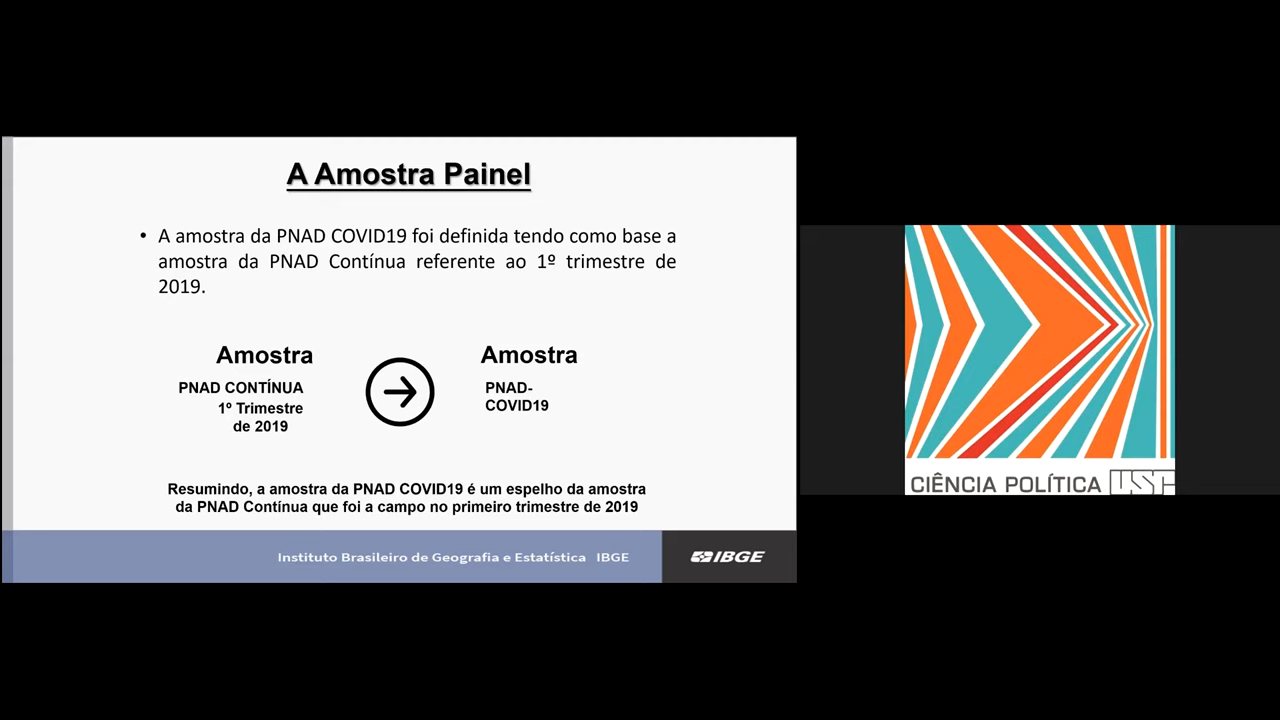 A Amostra Painel
• A amostra da PNAD COVID19 foi definida tendo como base a
amostra da PNAD Contínua referente ao 1º trimestre de
2019.
Amostra
PNAD CONTÍNUA
1º Trimestre
de 2019
Amostra
PNAD-
COVID19
Resumindo, a amostra da PNAD COVID19 é um espelho da amostra
da PNAD Contínua que foi a campo no primeiro trimestre de 2019
Instituto Brasileiro de Geografia e Estatística IBGE
IBGE
CIÊNCIA POLÍTICA USP